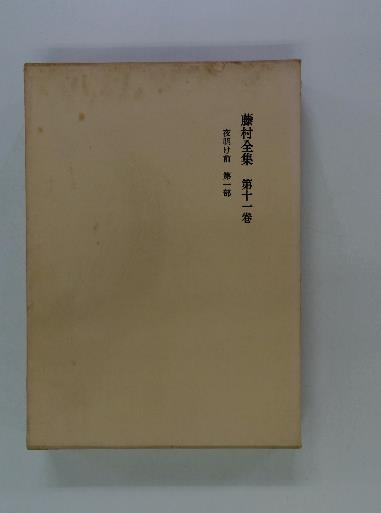 藤村全集　第十一巻
夜明け前　第一部